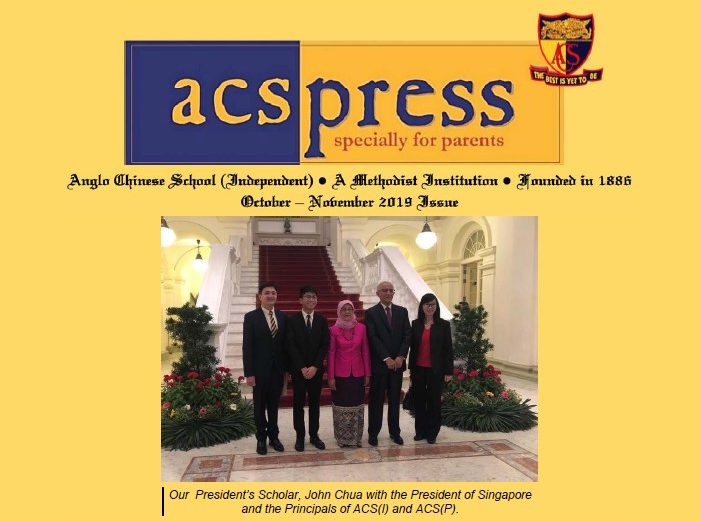 acspress
specially for parents
ACS
THE BEST IS YET TO BE
Anglo Chinese School (Independent) ● A Methodist Institution ● Founded in 1886
October – November 2019 Issue
Our President's Scholar, John Chua with the President of Singapore
and the Principals of ACS(I) and ACS(P).